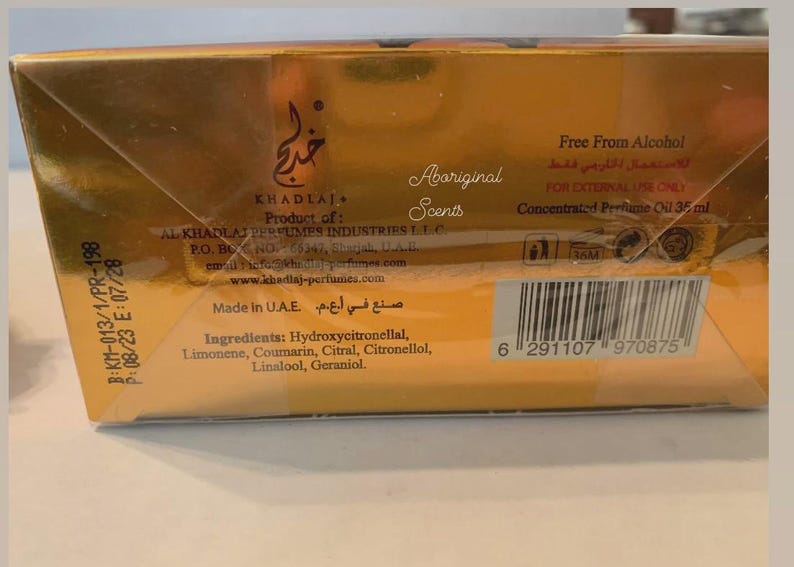 خدلج ®
KHADLAJ
Product of :
AL KHADLAJ PERFUMES INDUSTRIES L.L.C.
P.O. BOX. NO. : 66347, Sharjah, U.A.E.
email : info@khadlaj-perfumes.com
www.khadlaj-perfumes.com
Made in U.A.E. صنع في أ.ع.م.
Ingredients: Hydroxycitronellal,
Limonene, Coumarin, Citral, Citronellol,
Linalool, Geraniol.
B:KM-013/1/PR-198
P:08/23 E:07/28
Aboriginal
Scents
Free From Alcohol
للاستعمال الخارجي فقط
FOR EXTERNAL USE ONLY
Concentrated Perfume Oil 35 ml
36M
6 291107 970875